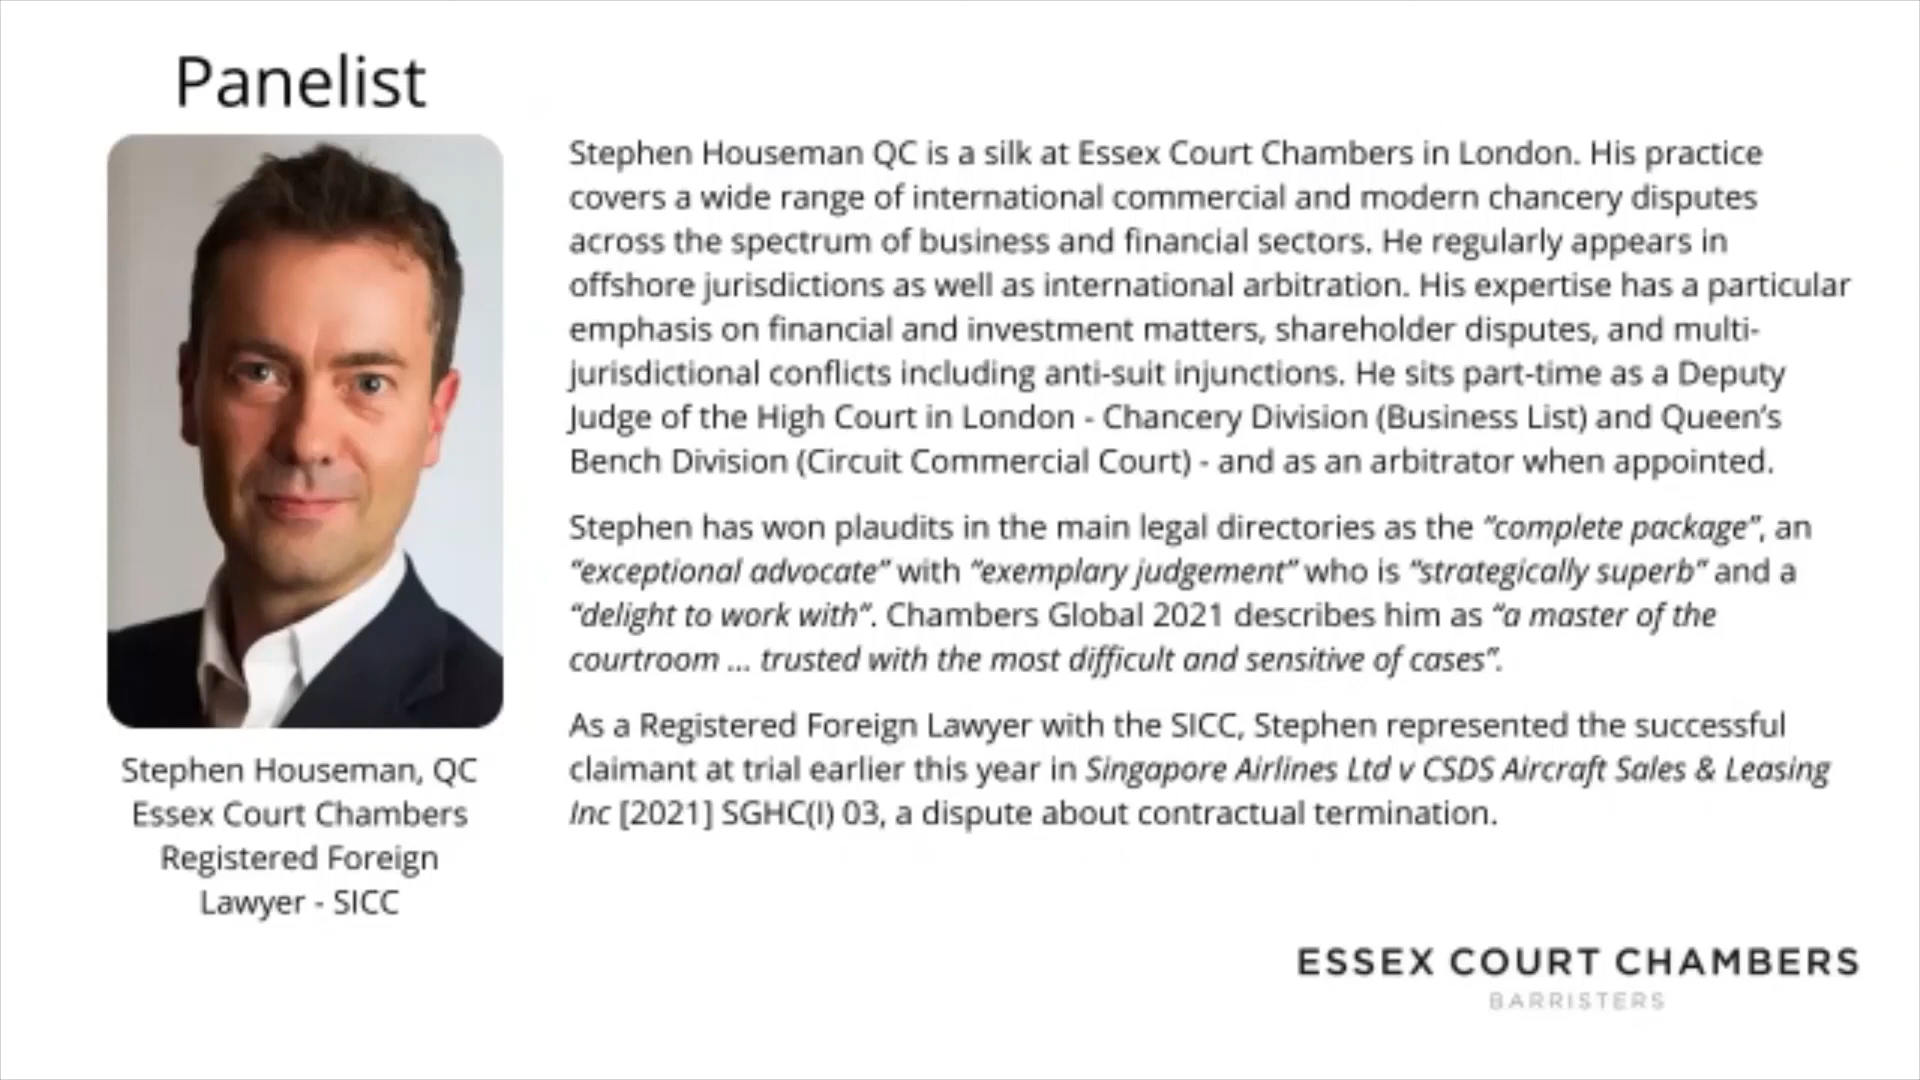 Panelist
Stephen Houseman, QC
Essex Court Chambers
Registered Foreign
Lawyer - SICC
Stephen Houseman QC is a silk at Essex Court Chambers in London. His practice
covers a wide range of international commercial and modern chancery disputes
across the spectrum of business and financial sectors. He regularly appears in
offshore jurisdictions as well as international arbitration. His expertise has a particular
emphasis on financial and investment matters, shareholder disputes, and multi-
jurisdictional conflicts including anti-suit injunctions. He sits part-time as a Deputy
Judge of the High Court in London - Chancery Division (Business List) and Queen’s
Bench Division (Circuit Commercial Court) - and as an arbitrator when appointed.
Stephen has won plaudits in the main legal directories as the “complete package”, an
“exceptional advocate” with “exemplary judgement” who is “strategically superb” and a
“delight to work with”. Chambers Global 2021 describes him as “a master of the
courtroom ... trusted with the most difficult and sensitive of cases”.
As a Registered Foreign Lawyer with the SICC, Stephen represented the successful
claimant at trial earlier this year in Singapore Airlines Ltd v CSDS Aircraft Sales & Leasing
Inc [2021] SGHC(I) 03, a dispute about contractual termination.
ESSEX COURT CHAMBERS
BARRISTERS